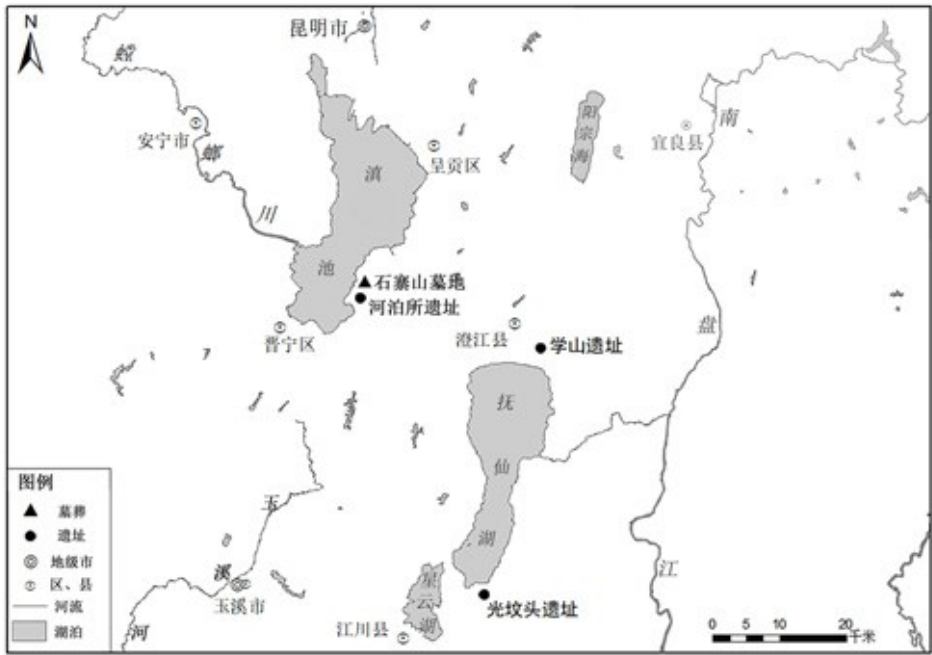 N
昆明市
螳
安宁市
螂
川
呈贡区
滇
池
阳宗海
宜良县
南
盘
江
石寨山墓地
河泊所遗址
晋宁区
澄江县
学山遗址
抚
仙
湖
玉
溪
玉溪市
河
星云湖
江川县
光坟头遗址
图例
墓葬
遗址
地级市
区、县
河流
湖泊
0 5 10 20
千米